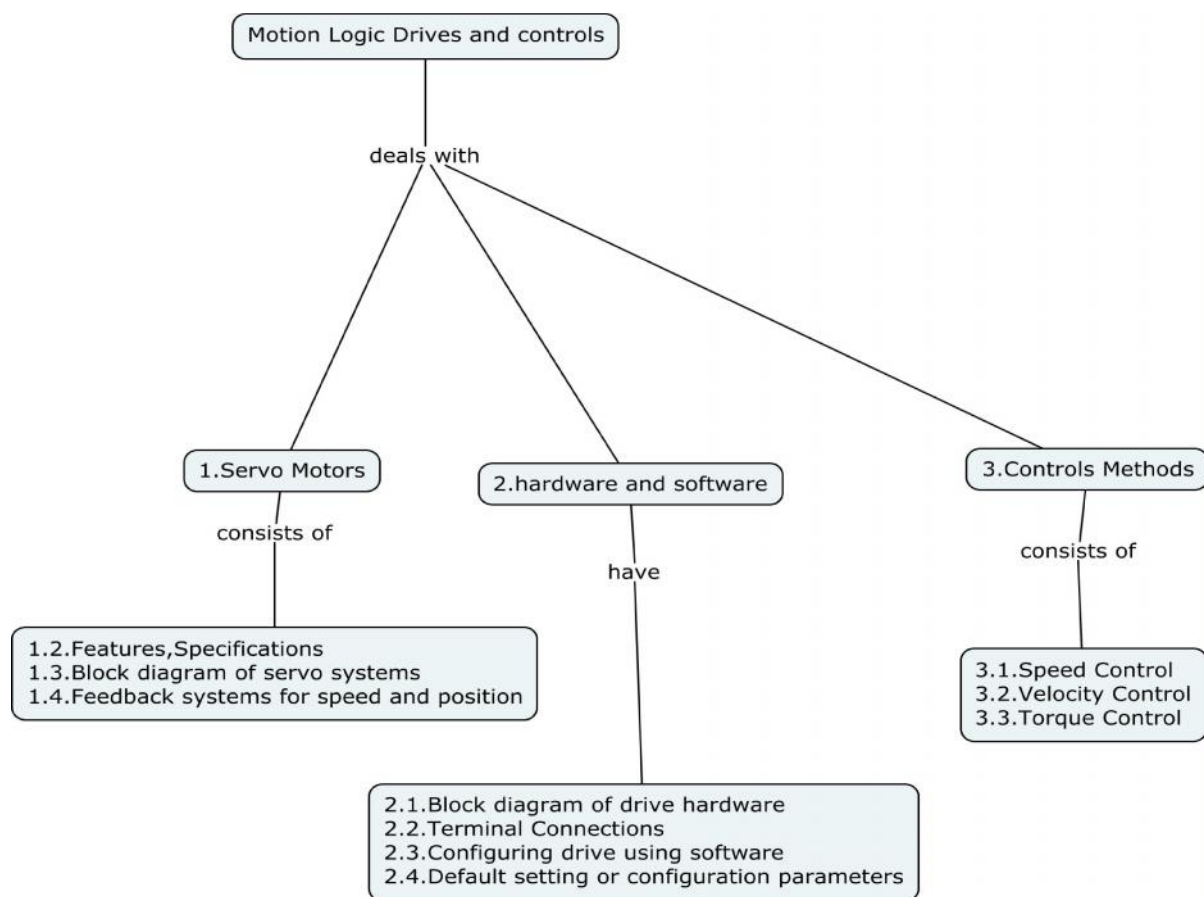 Motion Logic Drives and controls
deals with
1.Servo Motors
2.hardware and software
3.Controls Methods
consists of
have
consists of
1.2.Features,Specifications
1.3.Block diagram of servo systems
1.4.Feedback systems for speed and position
3.1.Speed Control
3.2.Velocity Control
3.3.Torque Control
2.1.Block diagram of drive hardware
2.2.Terminal Connections
2.3.Configuring drive using software
2.4.Default setting or configuration parameters